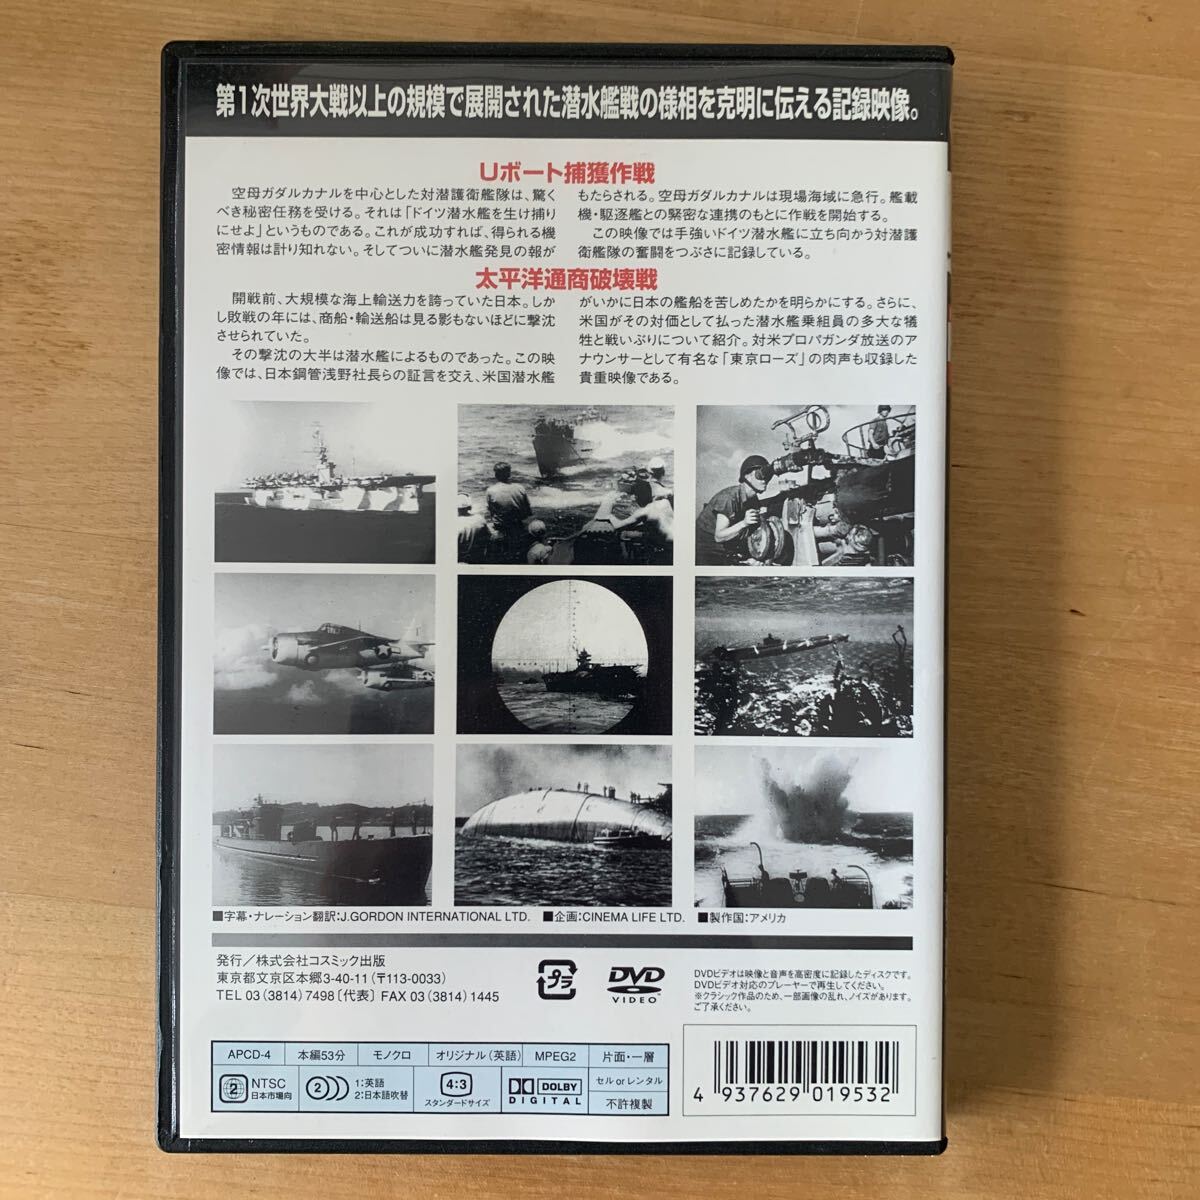 第1次世界大戦以上の規模で展開された潜水艦戦の様相を克明に伝える記録映像。
Uボート捕獲作戦
空母ガダルカナルを中心とした対潜護衛艦隊は、驚く
べき秘密任務を受ける。それは「ドイツ潜水艦を生け捕り
にせよ」というものである。これが成功すれば、得られる機
密情報は計り知れない。そしてついに潜水艦発見の報が
もたらされる。空母ガダルカナルは現場海域に急行。艦載
機・駆逐艦との緊密な連携のもとに作戦を開始する。
この映像では手強いドイツ潜水艦に立ち向かう対潜護
衛艦隊の奮闘をつぶさに記録している。
太平洋通商破壊戦
開戦前、大規模な海上輸送力を誇っていた日本。しか
し敗戦の年には、商船・輸送船は見る影もないほどに撃沈
させられていた。
その撃沈の大半は潜水艦によるものであった。この映
像では、日本鋼管浅野社長らの証言を交え、米国潜水艦
がいかに日本の艦船を苦しめたかを明らかにする。さらに、
米国がその対価として払った潜水艦乗組員の多大な犠
牲と戦いぶりについて紹介。対米プロパガンダ放送のア
ナウンサーとして有名な「東京ローズ」の肉声も収録した
貴重映像である。
■字幕・ナレーション翻訳:J.GORDON INTERNATIONAL LTD. ■企画:CINEMA LIFE LTD. ■製作国:アメリカ
発行/株式会社コスミック出版
東京都文京区本郷3-40-11(〒113-0033)
TEL 03(3814)7498〔代表〕FAX 03(3814)1445
プラ
DVD
VIDEO
DVDビデオは映像と音声を高密度に記録したディスクです。
DVDビデオ対応のプレーヤーで再生してください。
※クラシック作品のため、一部画像の乱れ、ノイズがあります。
ご了承ください。
APCD-4 本編53分 モノクロ オリジナル(英語) MPEG2 片面・一層
2 NTSC 日本市場向
2 1:英語 2:日本語吹替
4:3 スタンダードサイズ
DOLBY DIGITAL
セル or レンタル
不許複製
4 937629 019532